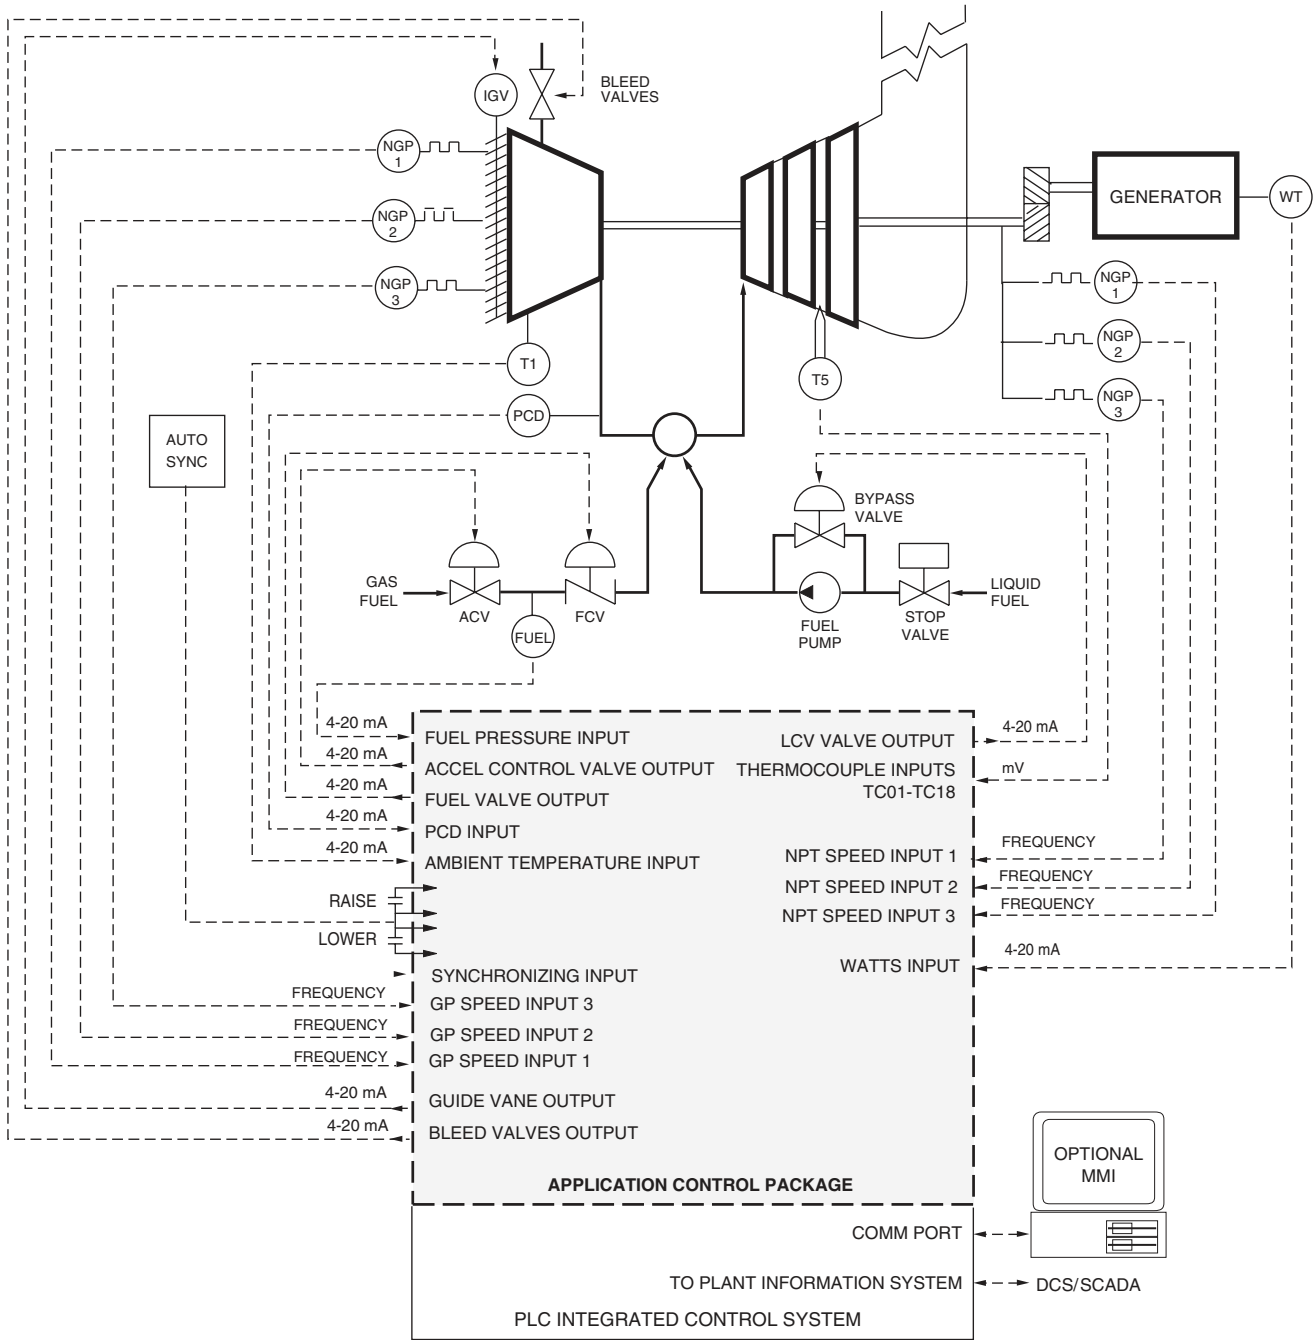 IGV
BLEED
VALVES
NGP
1
NGP
2
NGP
3
GENERATOR
WT
NGP
1
NGP
2
NGP
3
T1
T5
PCD
AUTO
SYNC
BYPASS
VALVE
GAS
FUEL
ACV
FCV
FUEL
FUEL
PUMP
STOP
VALVE
LIQUID
FUEL
4-20 mA
FUEL PRESSURE INPUT
4-20 mA
ACCEL CONTROL VALVE OUTPUT
4-20 mA
FUEL VALVE OUTPUT
4-20 mA
PCD INPUT
4-20 mA
AMBIENT TEMPERATURE INPUT
RAISE
LOWER
SYNCHRONIZING INPUT
FREQUENCY
GP SPEED INPUT 3
FREQUENCY
GP SPEED INPUT 2
FREQUENCY
GP SPEED INPUT 1
4-20 mA
GUIDE VANE OUTPUT
4-20 mA
BLEED VALVES OUTPUT
LCV VALVE OUTPUT
4-20 mA
THERMOCOUPLE INPUTS
TC01-TC18
mV
NPT SPEED INPUT 1
FREQUENCY
NPT SPEED INPUT 2
FREQUENCY
NPT SPEED INPUT 3
FREQUENCY
WATTS INPUT
4-20 mA
APPLICATION CONTROL PACKAGE
OPTIONAL
MMI
COMM PORT
TO PLANT INFORMATION SYSTEM
DCS/SCADA
PLC INTEGRATED CONTROL SYSTEM